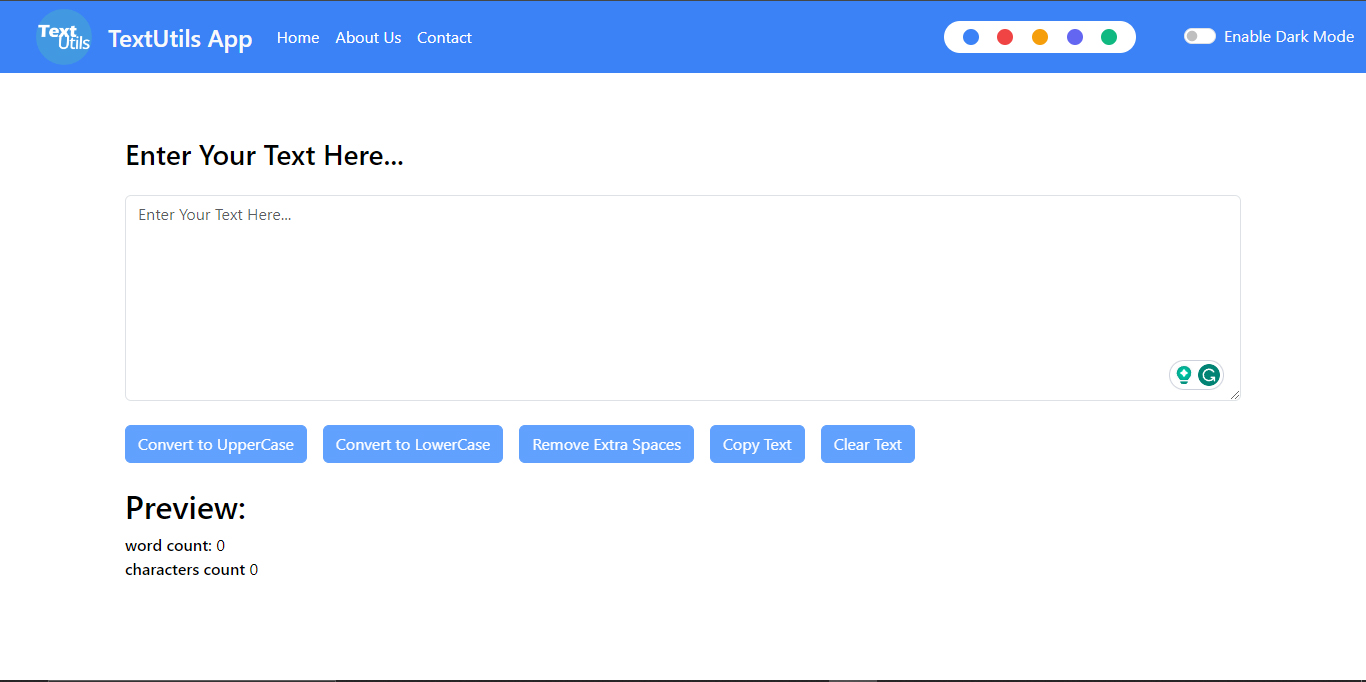 Text
Utils
TextUtils App Home About Us Contact Enable Dark Mode
Enter Your Text Here...
Enter Your Text Here...
Convert to UpperCase Convert to LowerCase Remove Extra Spaces Copy Text Clear Text
Preview:
word count: 0
characters count 0